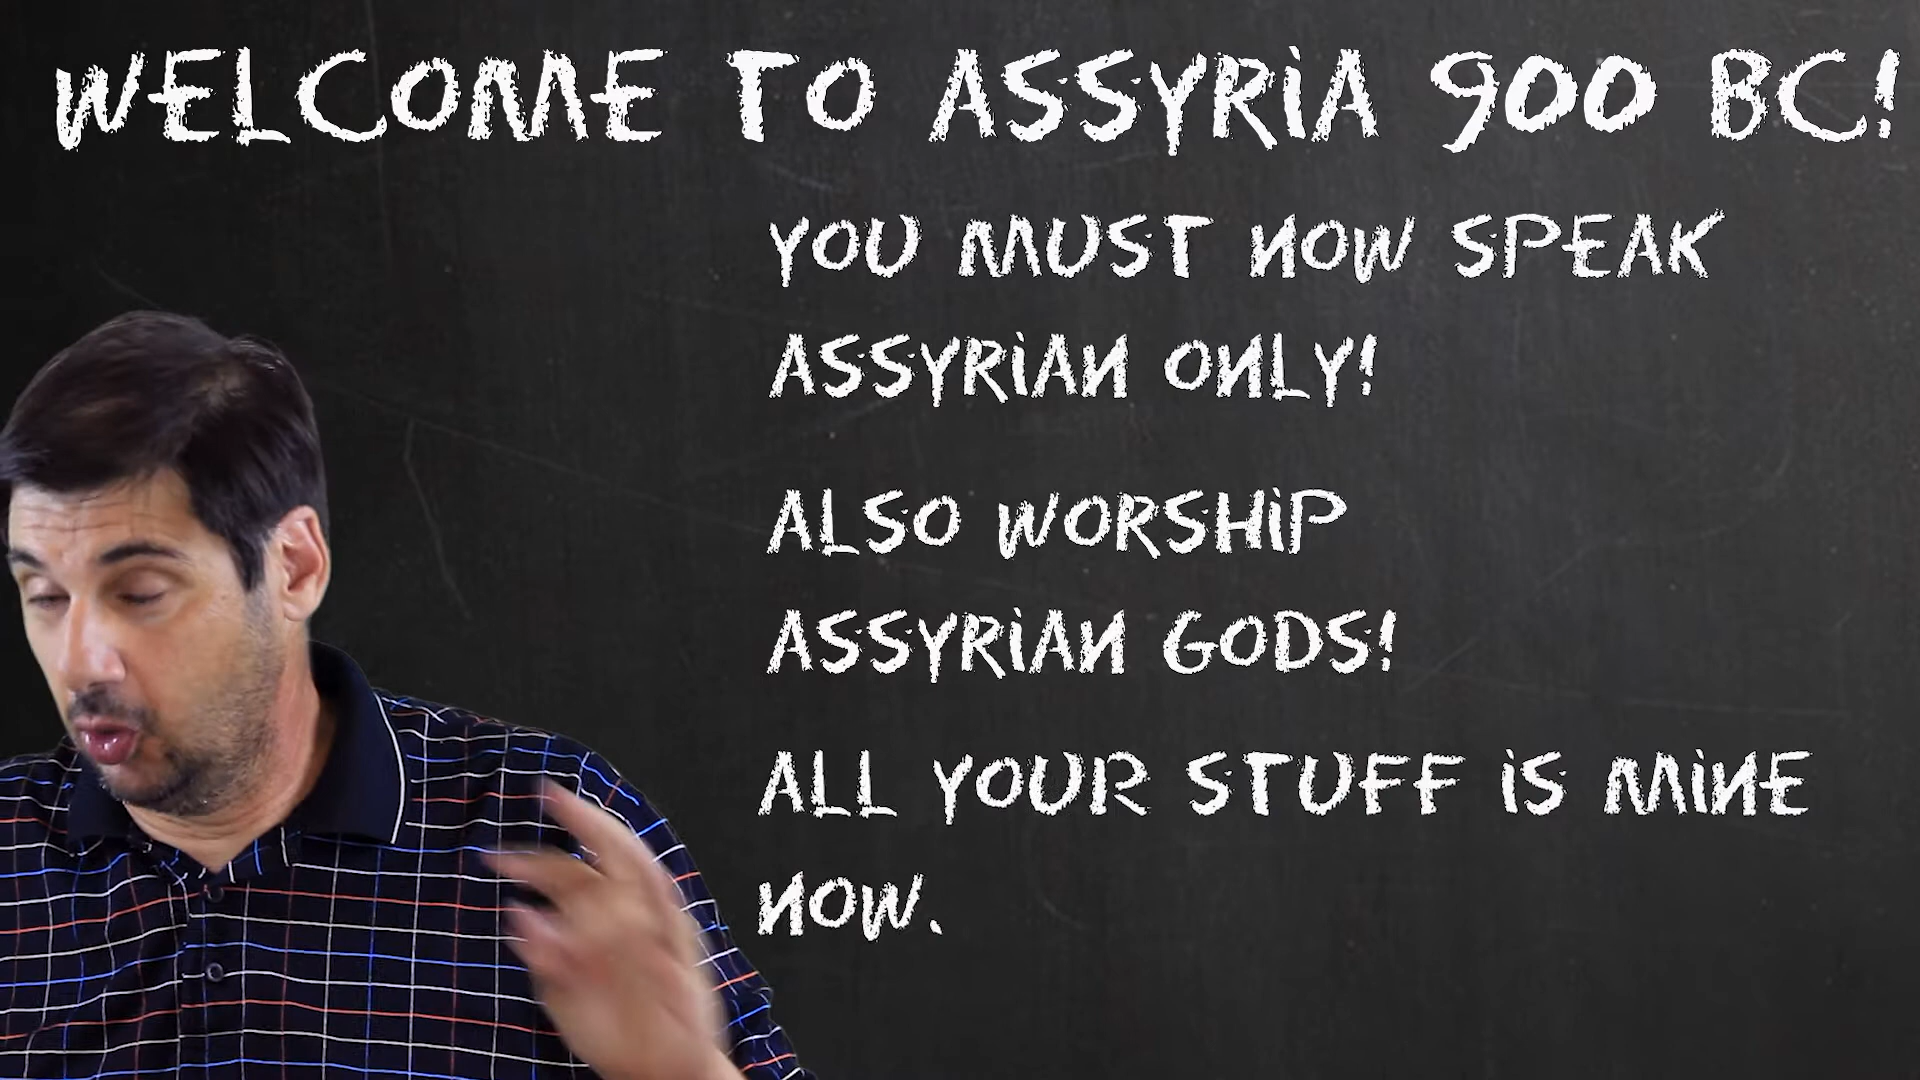 WELCOME TO ASSYRIA 900 BC!
YOU MUST NOW SPEAK
ASSYRIAN ONLY!
ALSO WORSHIP
ASSYRIAN GODS!
ALL YOUR STUFF IS MINE
NOW.